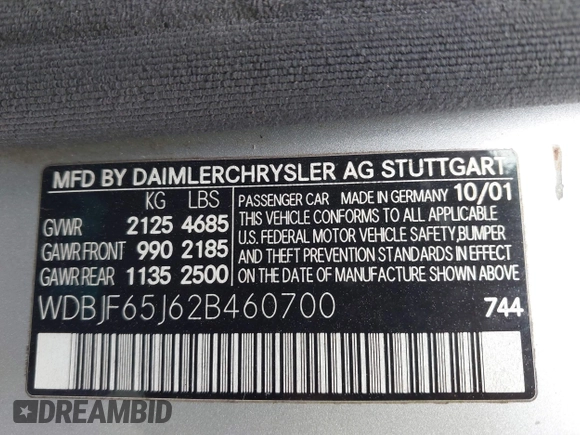 MFD BY DAIMLERCHRYSLER AG STUTTGART
KG LBS
GVWR 2125 4685
GAWR FRONT 990 2185
GAWR REAR 1135 2500
PASSENGER CAR MADE IN GERMANY 10/01
THIS VEHICLE CONFORMS TO ALL APPLICABLE
U.S. FEDERAL MOTOR VEHICLE SAFETY, BUMPER
AND THEFT PREVENTION STANDARDS IN EFFECT
ON THE DATE OF MANUFACTURE SHOWN ABOVE.
WDBJF65J62B460700 744
DREAMBID